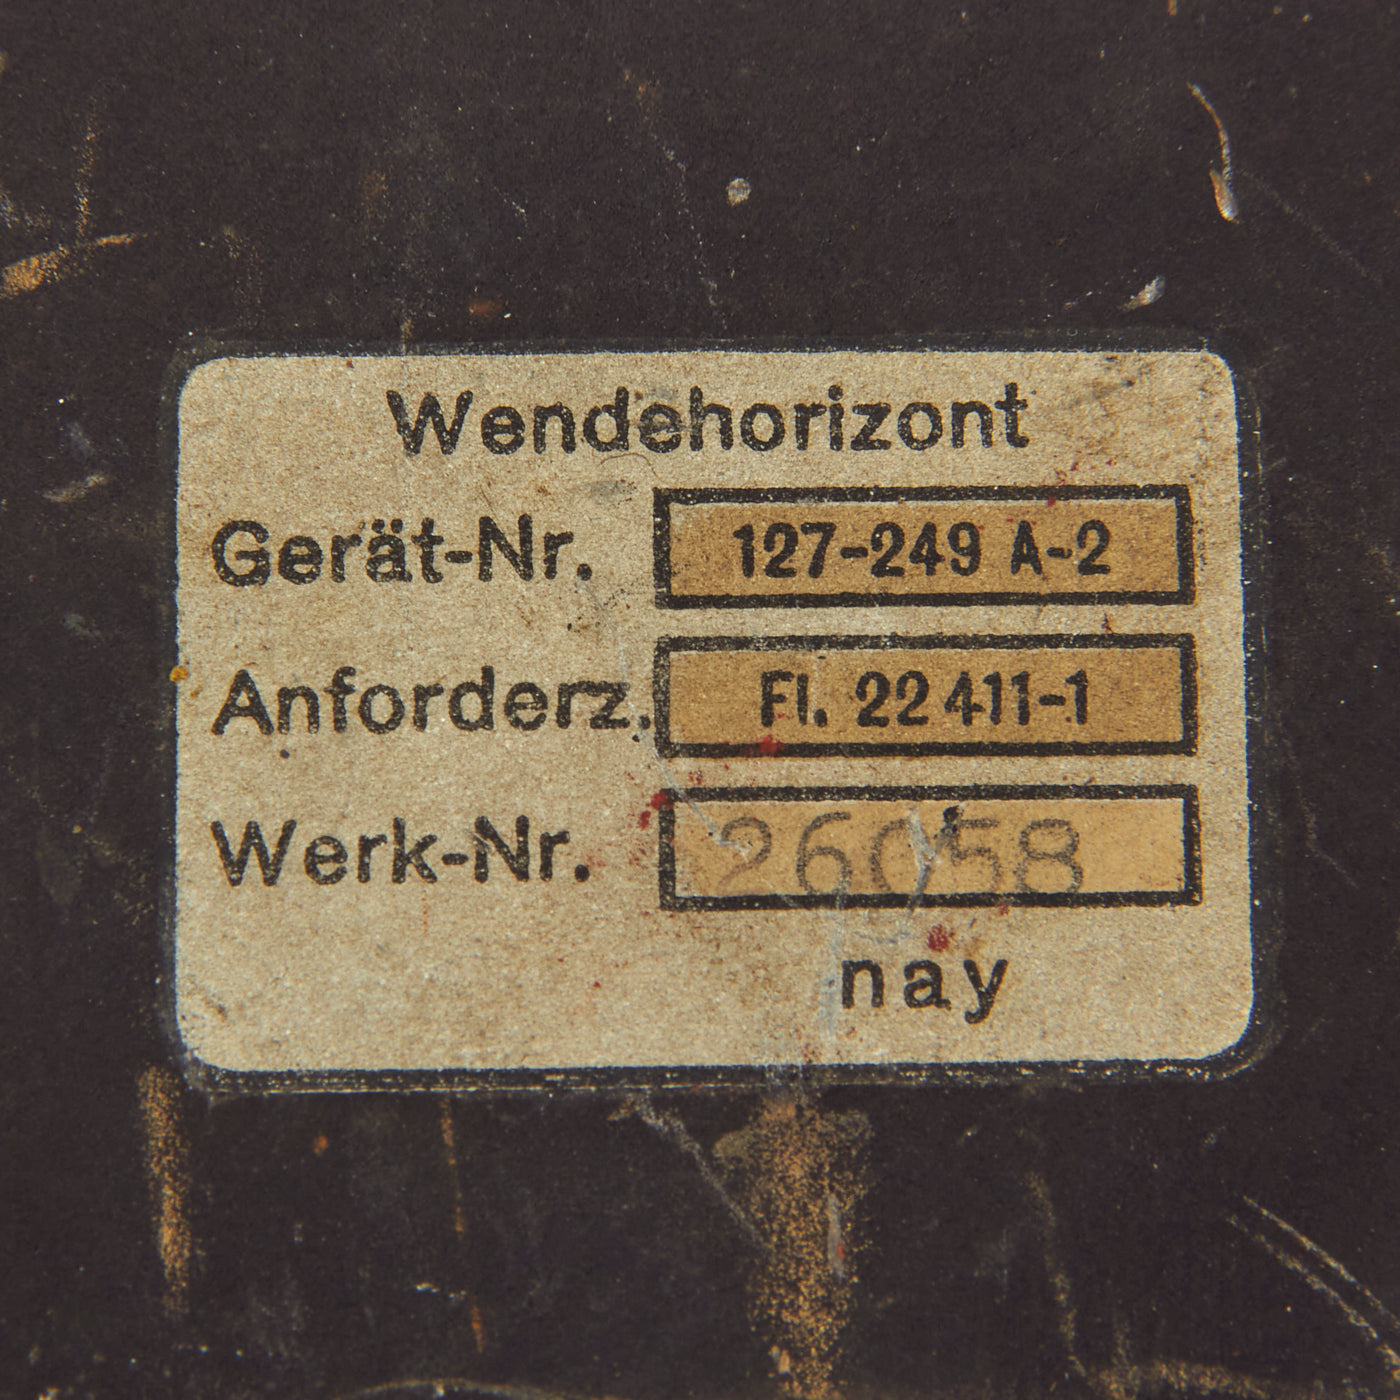 Wendehorizont
Gerät-Nr. 127-249 A-2
Anforderz. Fl. 22411-1
Werk-Nr. 26058
nay